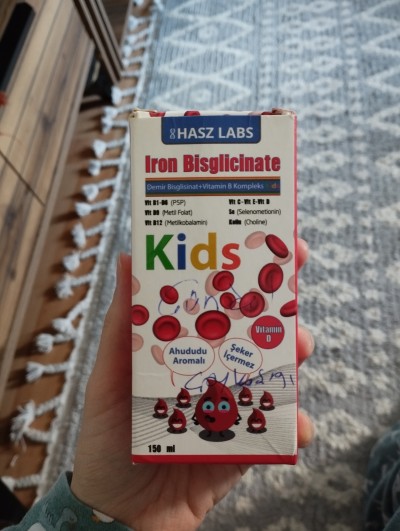 HASZ LABS
Iron Bisglicinate
Demir Bisglisinat+Vitamin B Kompleks
Vit B1-B6 (PSP) Vit C-Vit E-Vit D
Vit B9 (Metil Folat) Se (Selenometionin)
Vit B12 (Metilkobalamin) Kolin (Choline)
Kids
Vitamin
D
Ahududu
Aromalı
Şeker
İçermez
150 ml